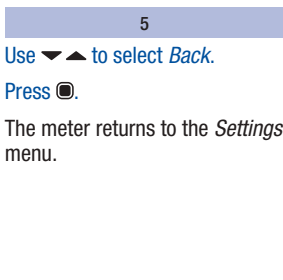 5
Use ▼ ▲ to select Back.
Press .
The meter returns to the Settings
menu.